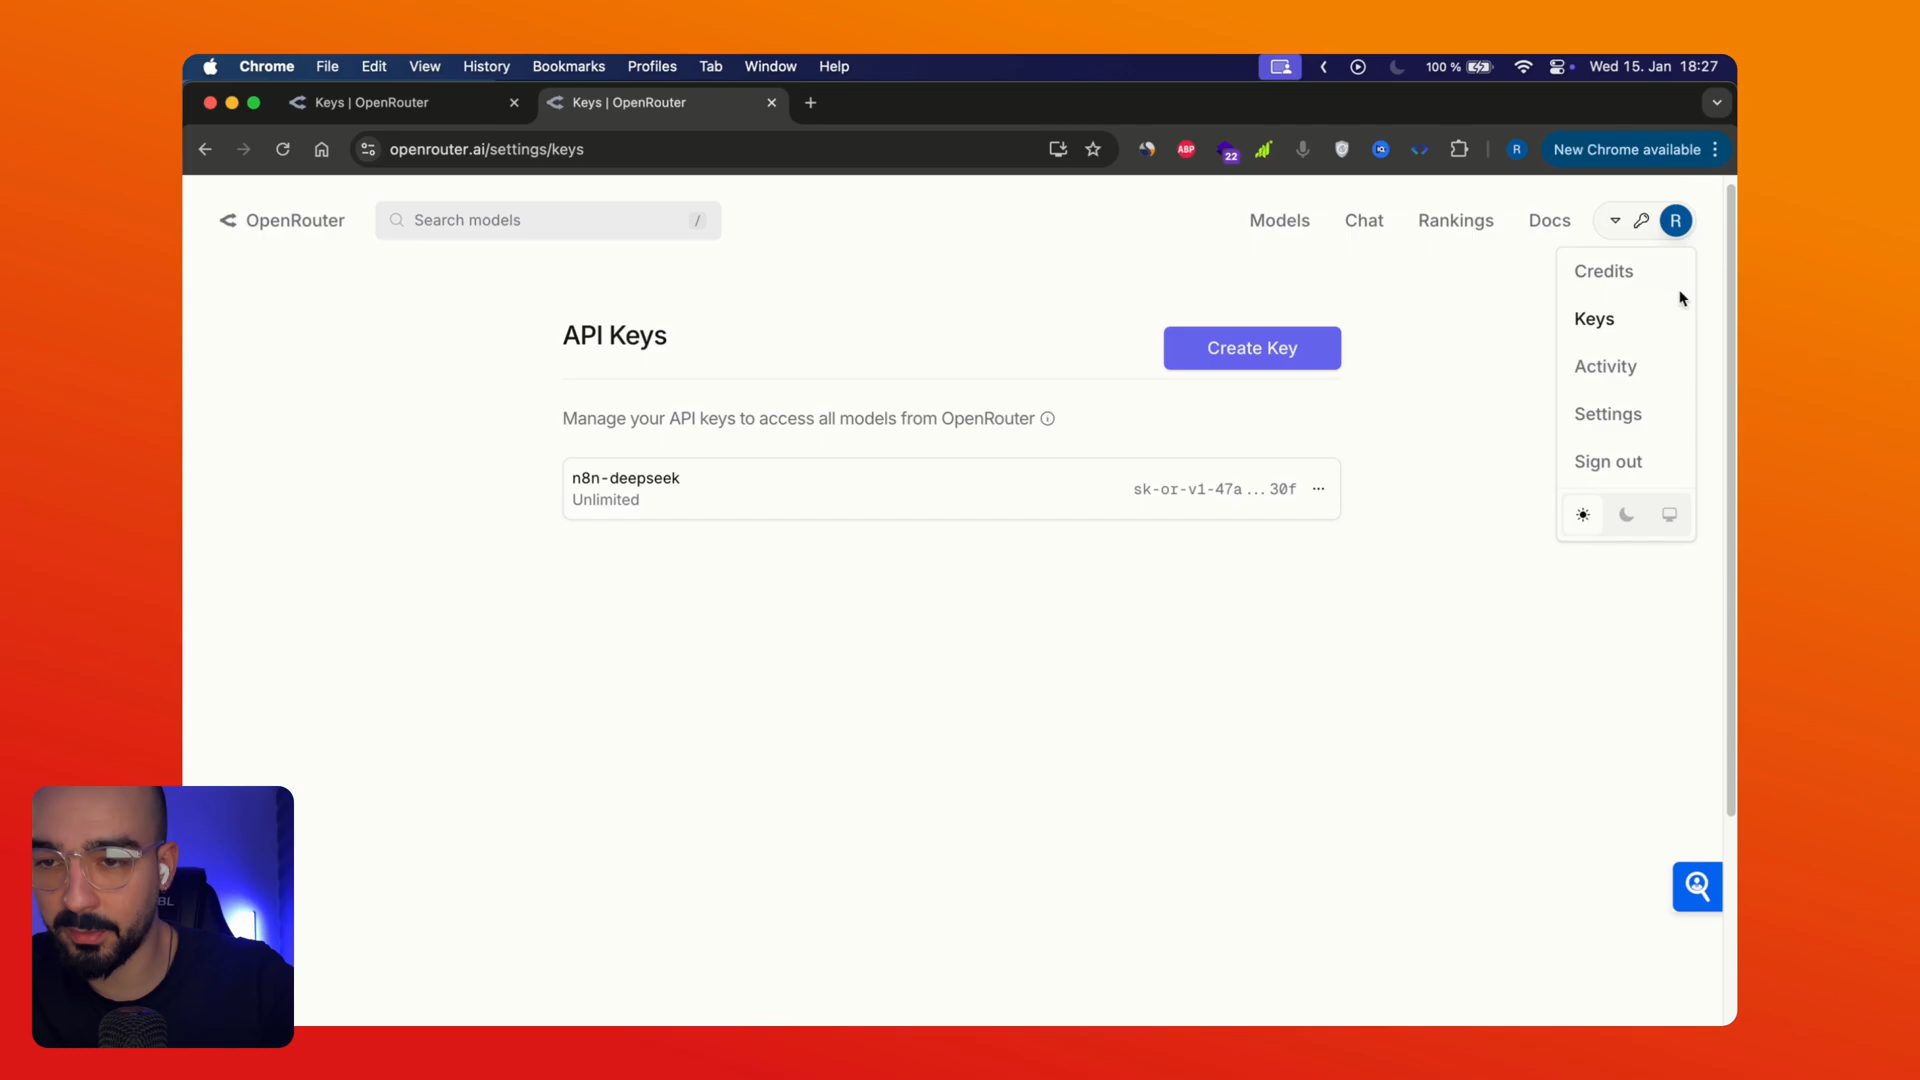 Chrome File Edit View History Bookmarks Profiles Tab Window Help 100 % Wed 15. Jan 18:27
Keys | OpenRouter Keys | OpenRouter
openrouter.ai/settings/keys ABP 22 R New Chrome available
OpenRouter Search models / Models Chat Rankings Docs R
Credits
Keys
Activity
Settings
Sign out
API Keys
Create Key
Manage your API keys to access all models from OpenRouter
n8n-deepseek
Unlimited
sk-or-v1-47a...30f
BL